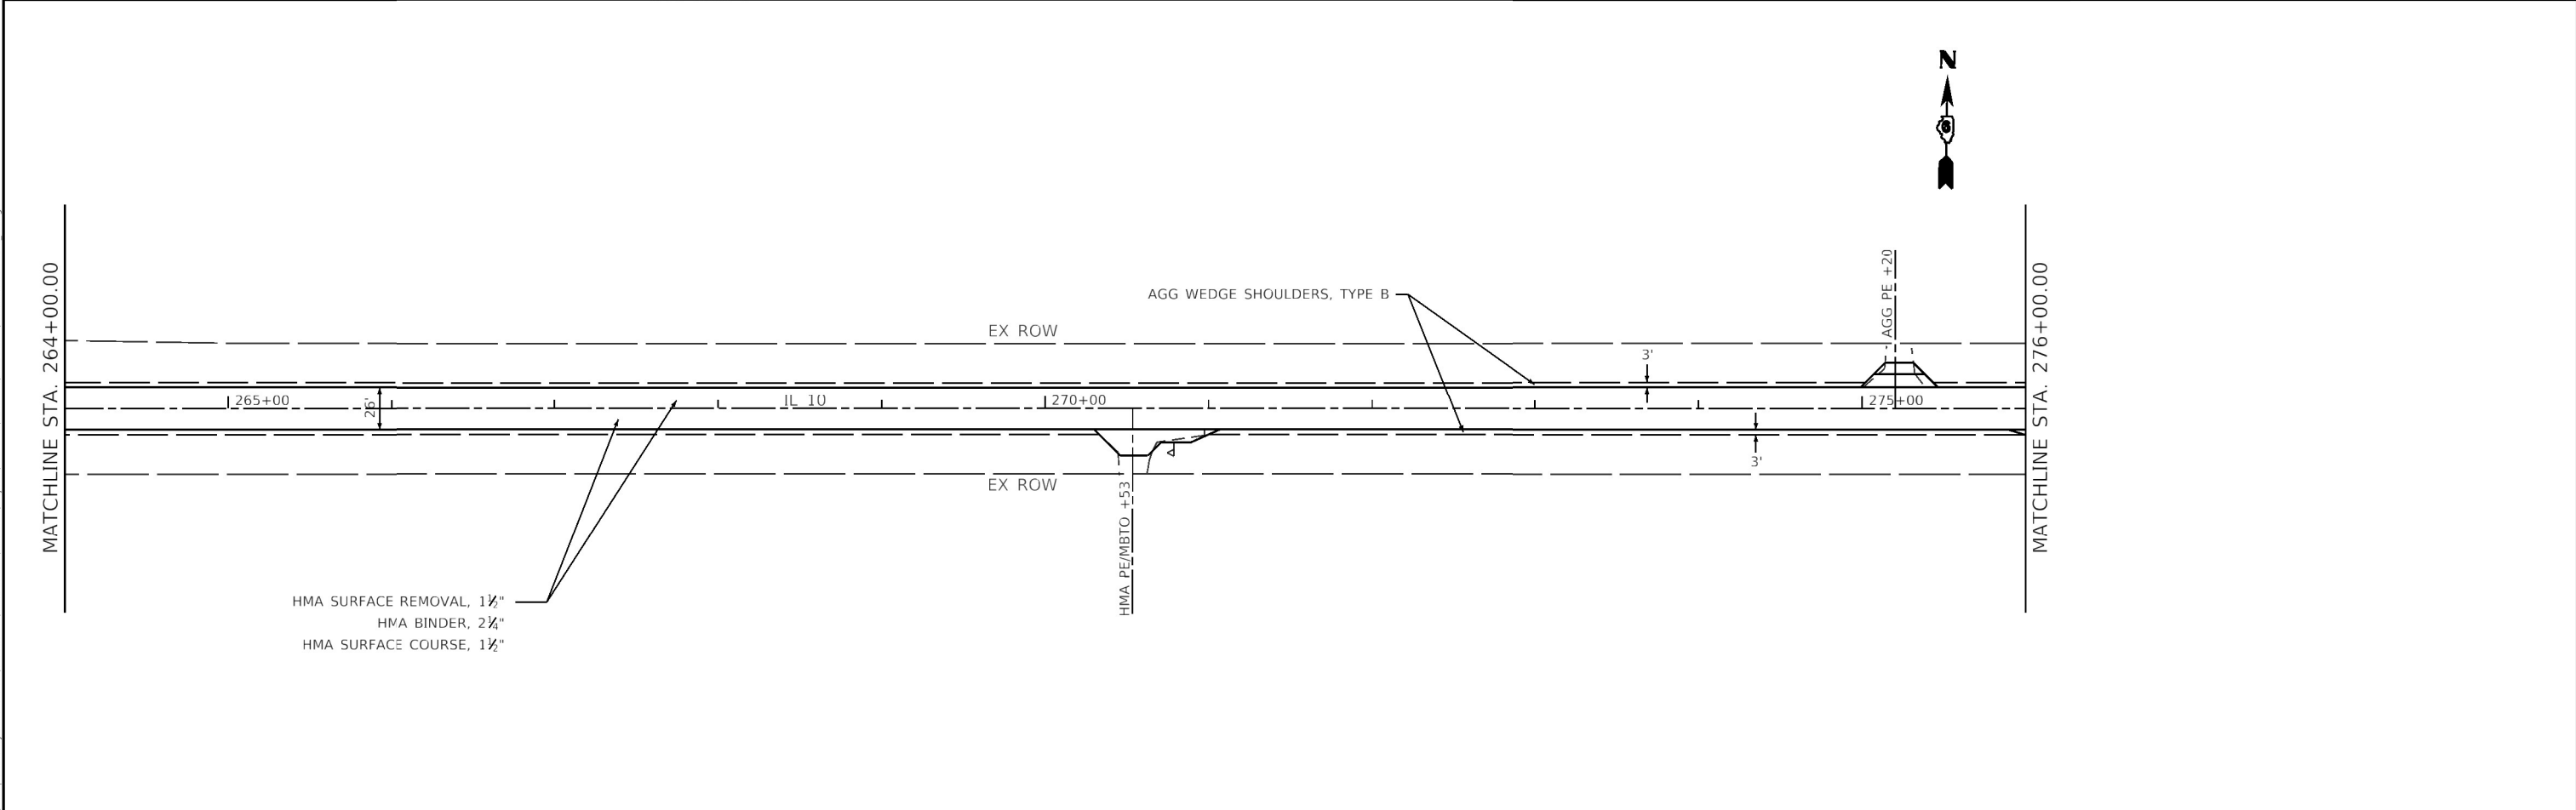 N
6
MATCHLINE STA. 264+00.00
AGG WEDGE SHOULDERS, TYPE B
AGG PE +20
MATCHLINE STA. 276+00.00
EX ROW
3'
265+00
26'
IL 10
270+00
275+00
3'
EX ROW
HMA PE/MBTO +53
HMA SURFACE REMOVAL, 1½"
HMA BINDER, 2¼"
HMA SURFACE COURSE, 1½"